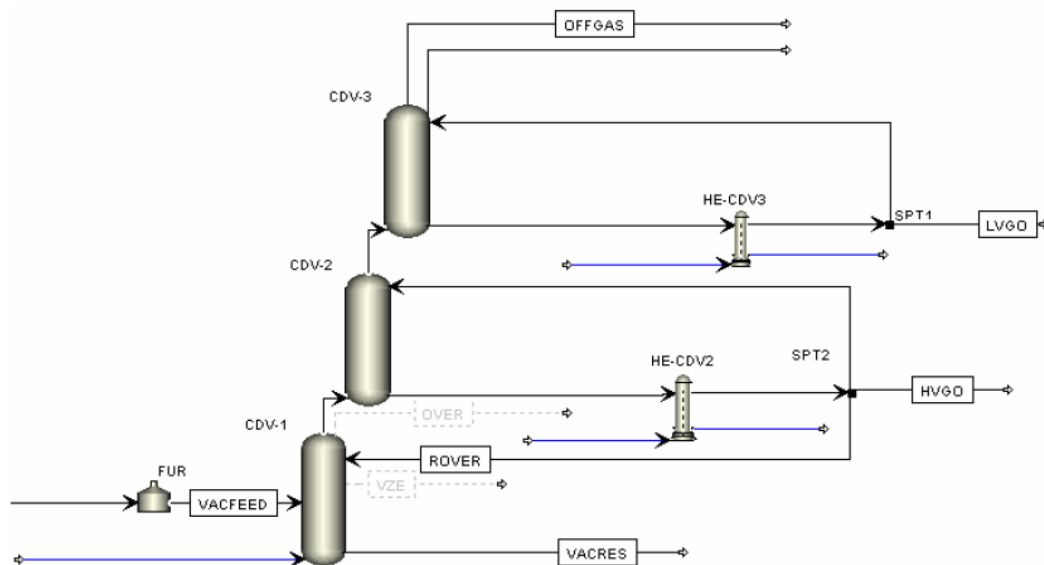 OFFGAS
CDV-3
HE-CDV3
SPT1
LVGO
CDV-2
HE-CDV2
SPT2
HVGO
OVER
CDV-1
ROVER
FUR
VZE
VACFEED
VACRES